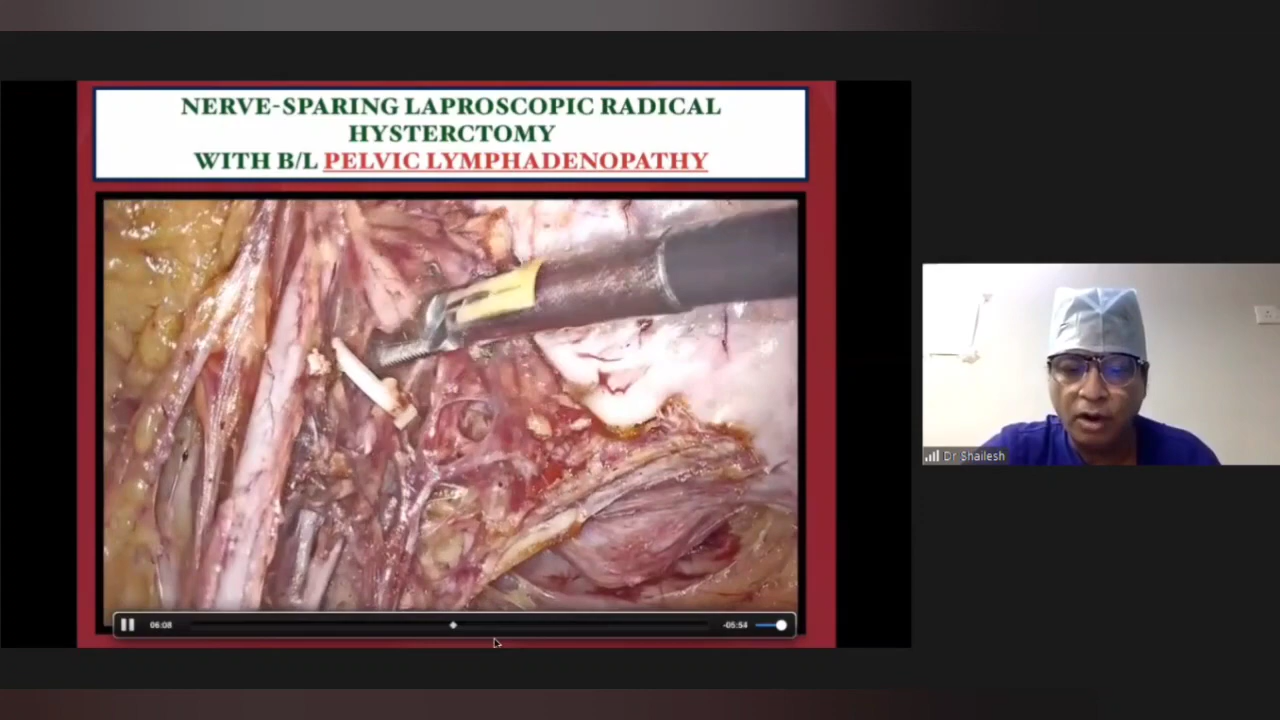 NERVE-SPARING LAPROSCOPIC RADICAL
HYSTERCTOMY
WITH B/L PELVIC LYMPHADENOPATHY
06:08
-05:54
Dr Shailesh